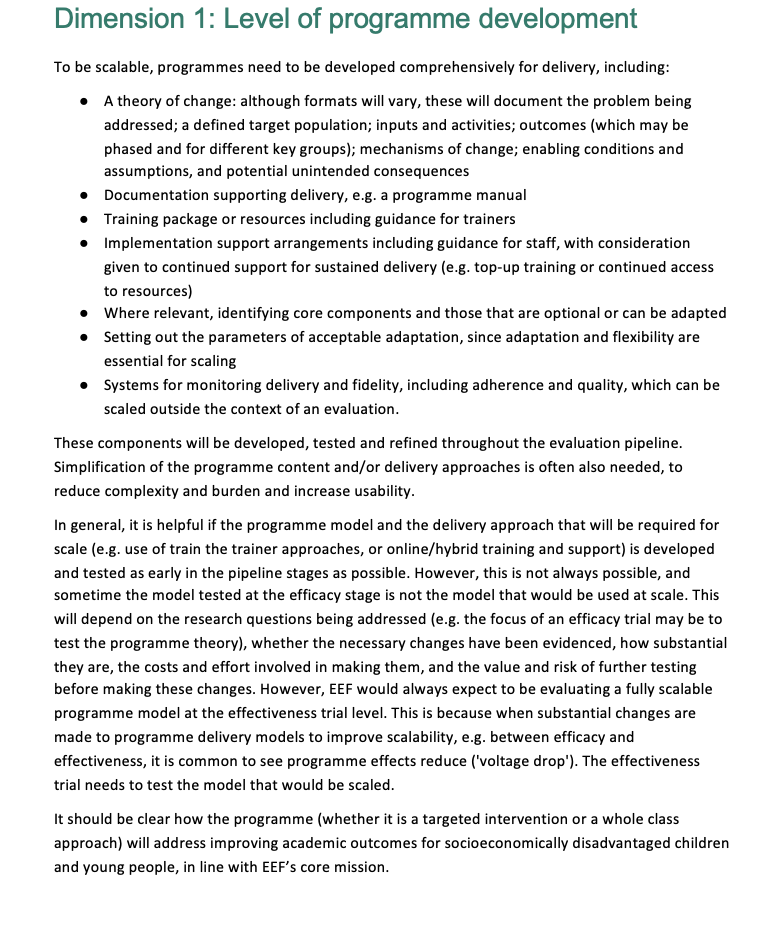 Dimension 1: Level of programme development
To be scalable, programmes need to be developed comprehensively for delivery, including:
● A theory of change: although formats will vary, these will document the problem being
addressed; a defined target population; inputs and activities; outcomes (which may be
phased and for different key groups); mechanisms of change; enabling conditions and
assumptions, and potential unintended consequences
● Documentation supporting delivery, e.g. a programme manual
● Training package or resources including guidance for trainers
● Implementation support arrangements including guidance for staff, with consideration
given to continued support for sustained delivery (e.g. top-up training or continued access
to resources)
● Where relevant, identifying core components and those that are optional or can be adapted
● Setting out the parameters of acceptable adaptation, since adaptation and flexibility are
essential for scaling
● Systems for monitoring delivery and fidelity, including adherence and quality, which can be
scaled outside the context of an evaluation.
These components will be developed, tested and refined throughout the evaluation pipeline.
Simplification of the programme content and/or delivery approaches is often also needed, to
reduce complexity and burden and increase usability.
In general, it is helpful if the programme model and the delivery approach that will be required for
scale (e.g. use of train the trainer approaches, or online/hybrid training and support) is developed
and tested as early in the pipeline stages as possible. However, this is not always possible, and
sometime the model tested at the efficacy stage is not the model that would be used at scale. This
will depend on the research questions being addressed (e.g. the focus of an efficacy trial may be to
test the programme theory), whether the necessary changes have been evidenced, how substantial
they are, the costs and effort involved in making them, and the value and risk of further testing
before making these changes. However, EEF would always expect to be evaluating a fully scalable
programme model at the effectiveness trial level. This is because when substantial changes are
made to programme delivery models to improve scalability, e.g. between efficacy and
effectiveness, it is common to see programme effects reduce ('voltage drop'). The effectiveness
trial needs to test the model that would be scaled.
It should be clear how the programme (whether it is a targeted intervention or a whole class
approach) will address improving academic outcomes for socioeconomically disadvantaged children
and young people, in line with EEF’s core mission.